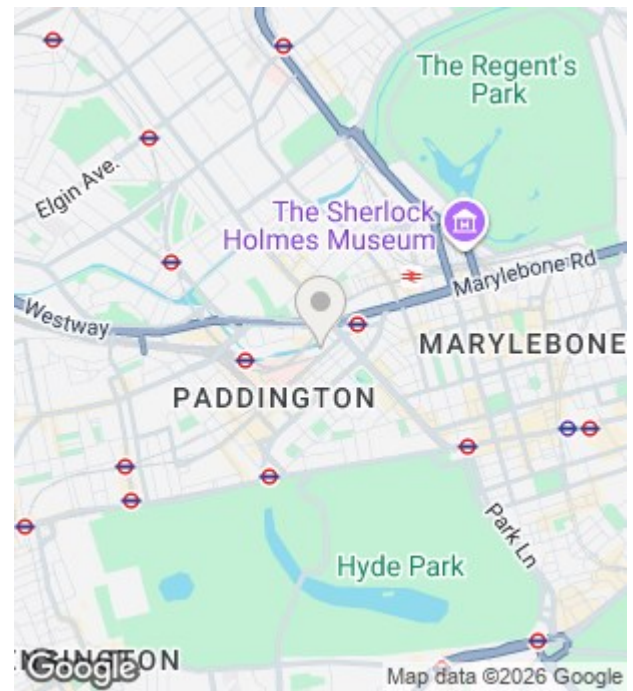 The Regent's
Park
Elgin Ave.
The Sherlock
Holmes Museum
Marylebone Rd
Westway
MARYLEBONE
PADDINGTON
Park Ln
Hyde Park
Google
Map data ©2026 Google